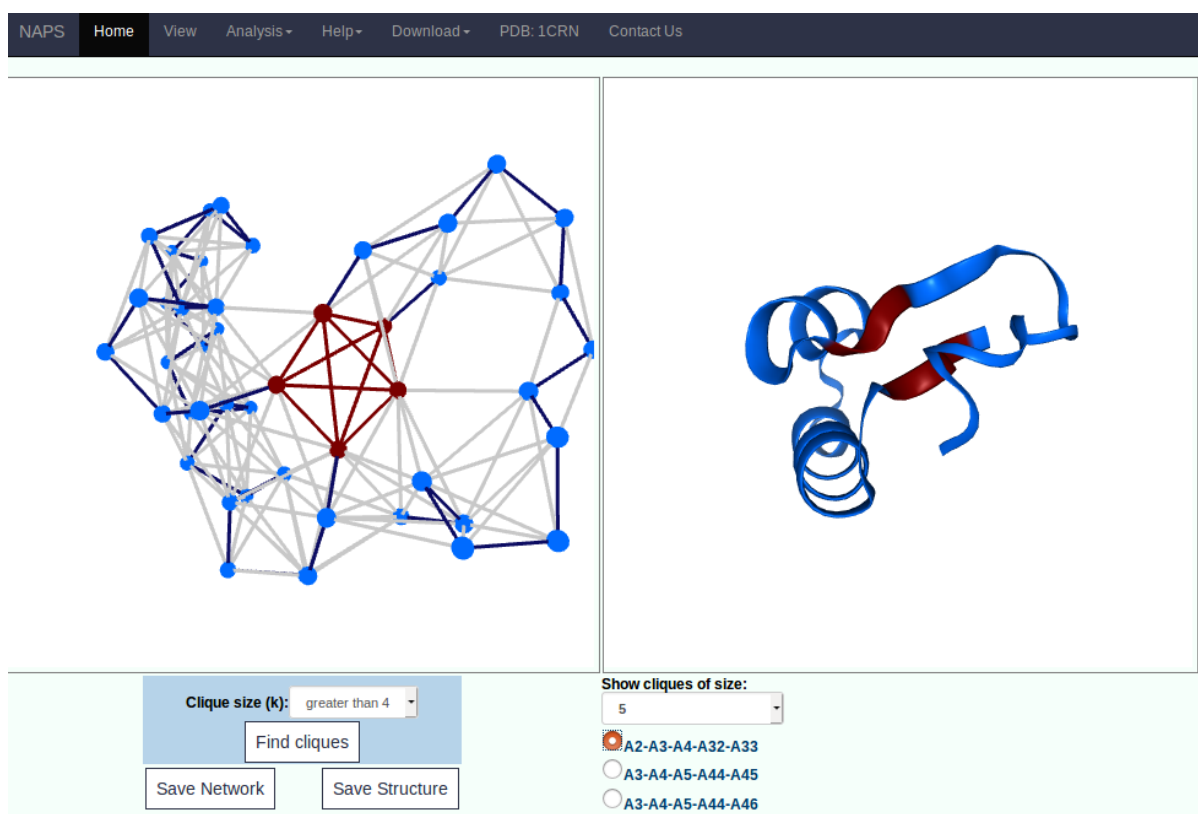 NAPS Home View Analysis Help Download PDB: 1CRN Contact Us
Clique size (k): greater than 4
Find cliques
Save Network Save Structure
Show cliques of size:
5
A2-A3-A4-A32-A33
A3-A4-A5-A44-A45
A3-A4-A5-A44-A46